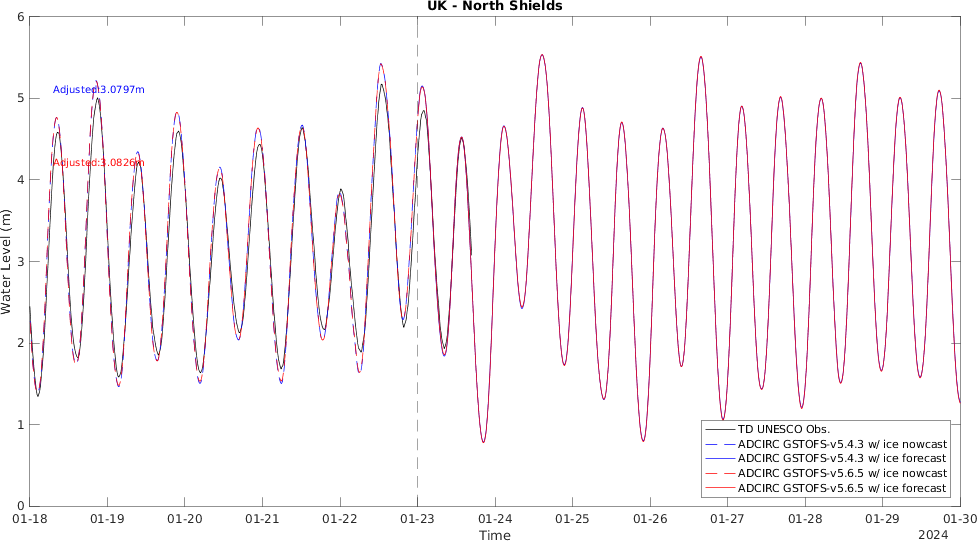 UK - North Shields
6
5
4
3
2
1
0
Water Level (m)
Adjusted:3.0797m
Adjusted:3.0826m
TD UNESCO Obs.
ADCIRC GSTOFS-v5.4.3 w/ ice nowcast
ADCIRC GSTOFS-v5.4.3 w/ ice forecast
ADCIRC GSTOFS-v5.6.5 w/ ice nowcast
ADCIRC GSTOFS-v5.6.5 w/ ice forecast
01-18 01-19 01-20 01-21 01-22 01-23 01-24 01-25 01-26 01-27 01-28 01-29 01-30
Time
2024